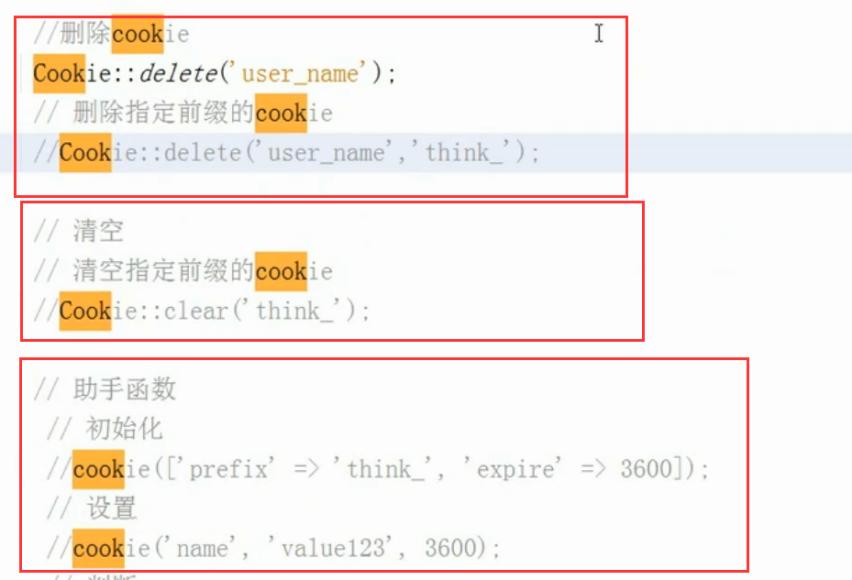 //删除cookie
Cookie::delete('user_name');
// 删除指定前缀的cookie
//Cookie::delete('user_name','think_');
// 清空
// 清空指定前缀的cookie
//Cookie::clear('think_');
// 助手函数
// 初始化
//cookie(['prefix' => 'think_', 'expire' => 3600]);
// 设置
//cookie('name', 'value123', 3600);